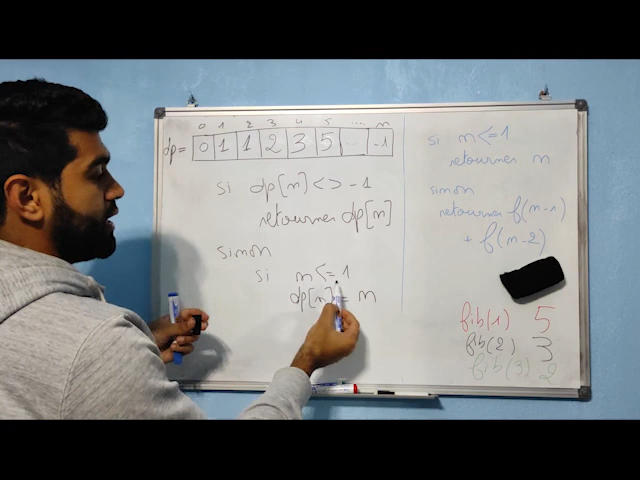 0 1 2 3 4 5 ... n
dp= 0 1 1 2 3 5 ... -1
si dp[n] <> -1
retourner dp[n]
sinon
si n <= 1
dp[n] = n
si n <= 1
retourner n
sinon
retourner f(n-1)
+ f(n-2)
fib(1) 5
fib(2) 3
fib(3) 2